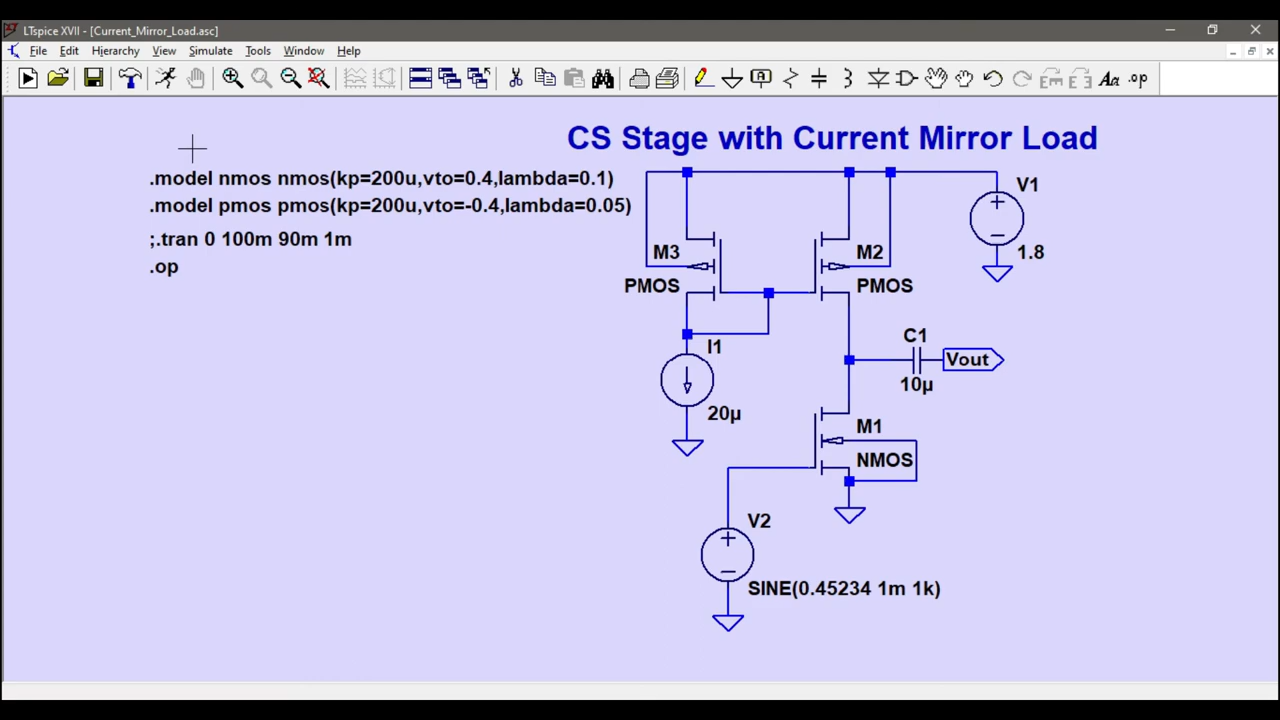 LTspice XVII - [Current_Mirror_Load.asc]
File Edit Hierarchy View Simulate Tools Window Help
Aa .op
CS Stage with Current Mirror Load
.model nmos nmos(kp=200u,vto=0.4,lambda=0.1)
.model pmos pmos(kp=200u,vto=-0.4,lambda=0.05)
;.tran 0 100m 90m 1m
.op
V1
1.8
M3
PMOS
M2
PMOS
I1
20µ
C1
10µ
Vout
M1
NMOS
V2
SINE(0.45234 1m 1k)